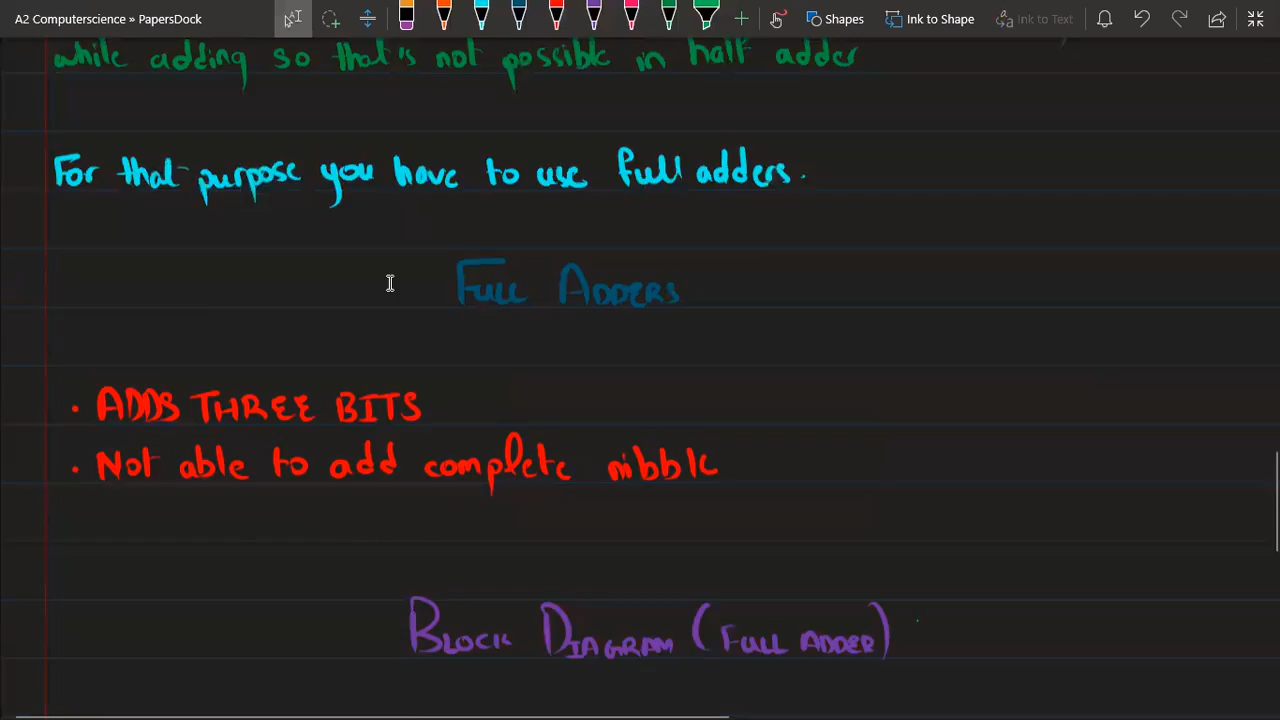 A2 Computerscience » PapersDock
Shapes
Ink to Shape
Ink to Text
while adding so that's not possible in half adder
For that purpose you have to use full adders.
FULL ADDERS
· ADDS THREE BITS
· Not able to add complete nibble
BLOCK DIAGRAM (FULL ADDER)